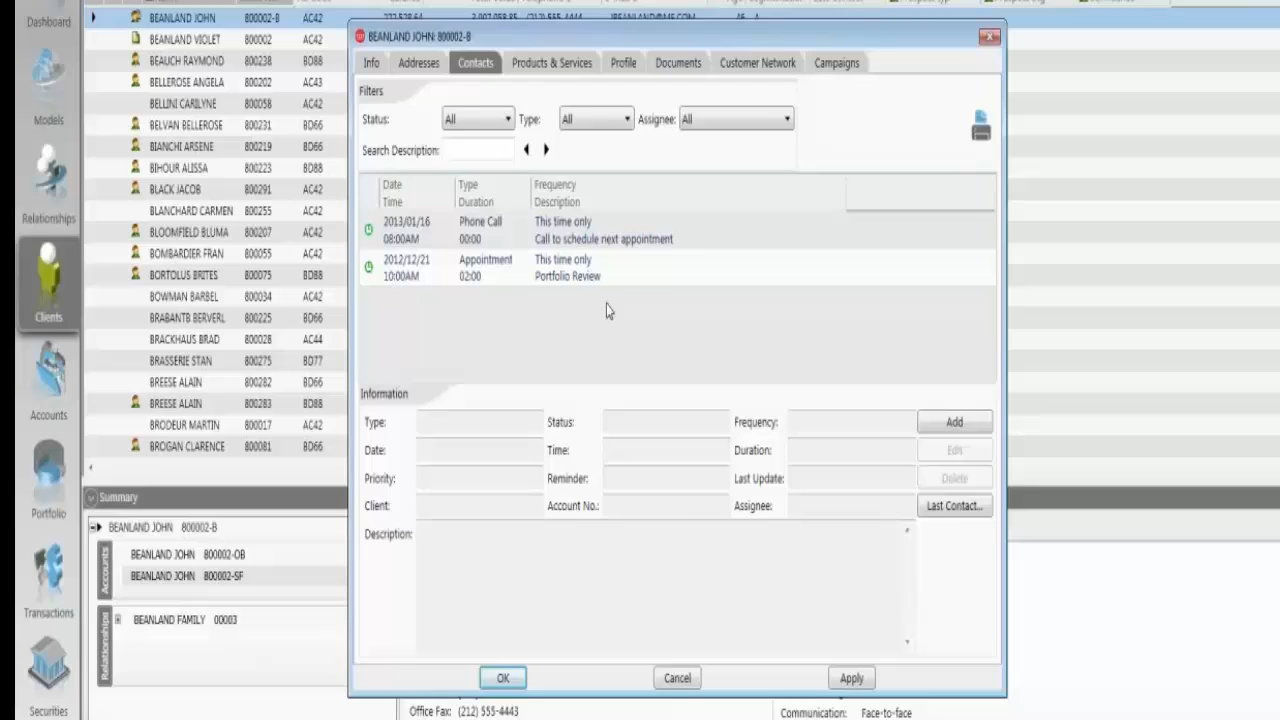 Dashboard
Models
Relationships
Clients
Accounts
Portfolio
Transactions
Securities
BEANLAND JOHN 800002-B AC42
BEANLAND VIOLET 800002 AC42
BEAUCH RAYMOND 800238 BD88
BELLEROSE ANGELA 800202 AC43
BELLINI CARILYNE 800058 AC42
BELVAN BELLEROSE 800231 BD66
BIANCHI ARSENE 800219 BD66
BIHOUR ALISSA 800223 BD88
BLACK JACOB 800291 AC42
BLANCHARD CARMEN 800255 AC42
BLOOMFIELD BLUMA 800207 AC42
BOMBARDIER FRAN 800055 AC42
BORTOLUS BRITES 800075 BD88
BOWMAN BARBEL 800034 AC42
BRABANTB BERVERL 800225 BD66
BRACKHAUS BRAD 800028 AC44
BRASSERIE STAN 800275 BD77
BREESE ALAIN 800282 BD66
BREESE ALAIN 800283 BD88
BRODEUR MARTIN 800017 AC42
BROGAN CLARENCE 800081 BD66
Summary
BEANLAND JOHN 800002-B
Accounts
BEANLAND JOHN 800002-OB
BEANLAND JOHN 800002-SF
Relationships
BEANLAND FAMILY 00003
BEANLAND JOHN: 800002-B
Info Addresses Contacts Products & Services Profile Documents Customer Network Campaigns
Filters
Status: All Type: All Assignee: All
Search Description:
Date Type Frequency
Time Duration Description
2013/01/16 Phone Call This time only
08:00AM 00:00 Call to schedule next appointment
2012/12/21 Appointment This time only
10:00AM 02:00 Portfolio Review
Information
Type: Status: Frequency: Add
Date: Time: Duration: Edit
Priority: Reminder: Last Update: Delete
Client: Account No.: Assignee: Last Contact...
Description:
OK Cancel Apply
Office Fax: (212) 555-4443 Communication: Face-to-face